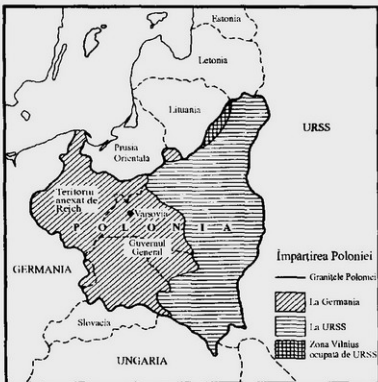 Estonia
Letonia
Lituania
URSS
Prusia
Orientală
Teritoriu
anexat de
Reich
Varșovia
P O L O N I A
Guvernul
General
GERMANIA
Slovacia
UNGARIA
Împărțirea Poloniei
Granițele Poloniei
La Germania
La URSS
Zona Vilnius
ocupată de URSS